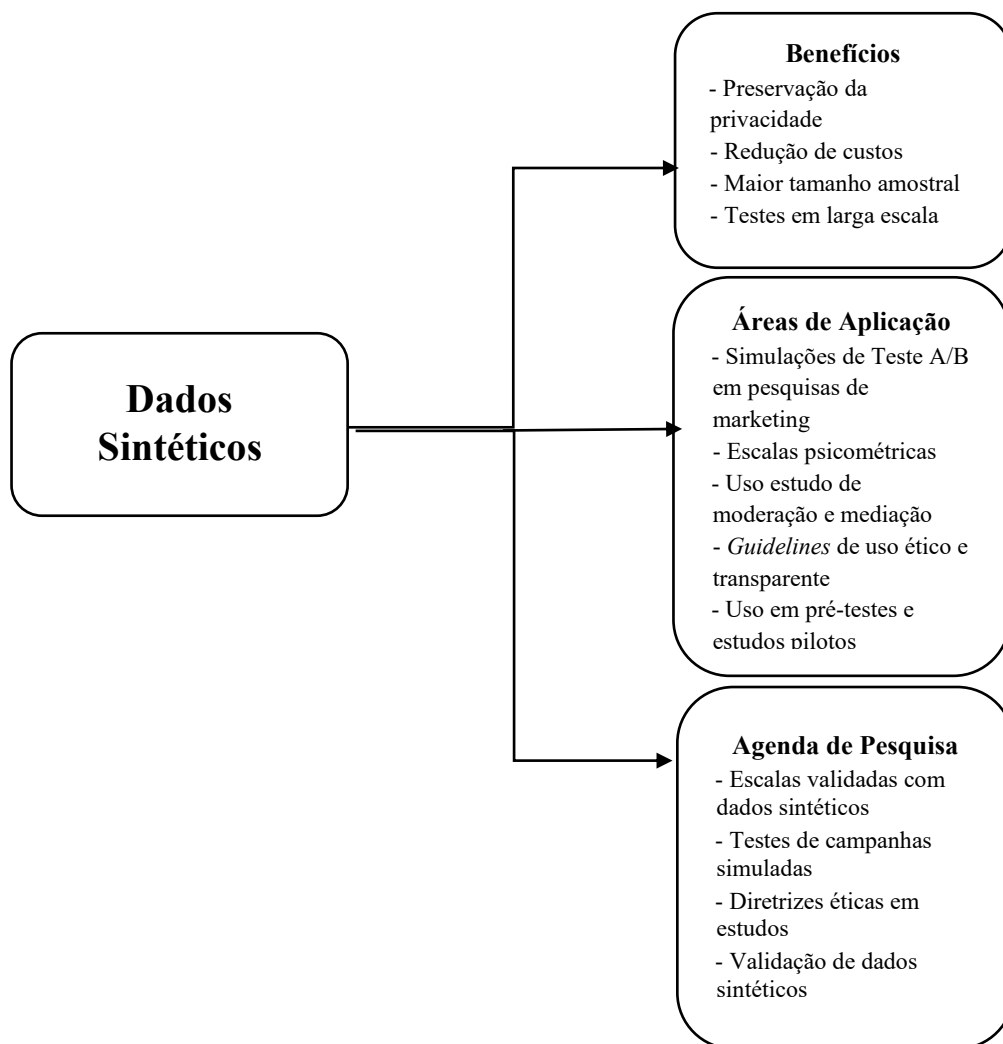 Benefícios
- Preservação da
privacidade
- Redução de custos
- Maior tamanho amostral
- Testes em larga escala
Dados
Sintéticos
Áreas de Aplicação
- Simulações de Teste A/B
em pesquisas de
marketing
- Escalas psicométricas
- Uso estudo de
moderação e mediação
- Guidelines de uso ético e
transparente
- Uso em pré-testes e
estudos pilotos
Agenda de Pesquisa
- Escalas validadas com
dados sintéticos
- Testes de campanhas
simuladas
- Diretrizes éticas em
estudos
- Validação de dados
sintéticos